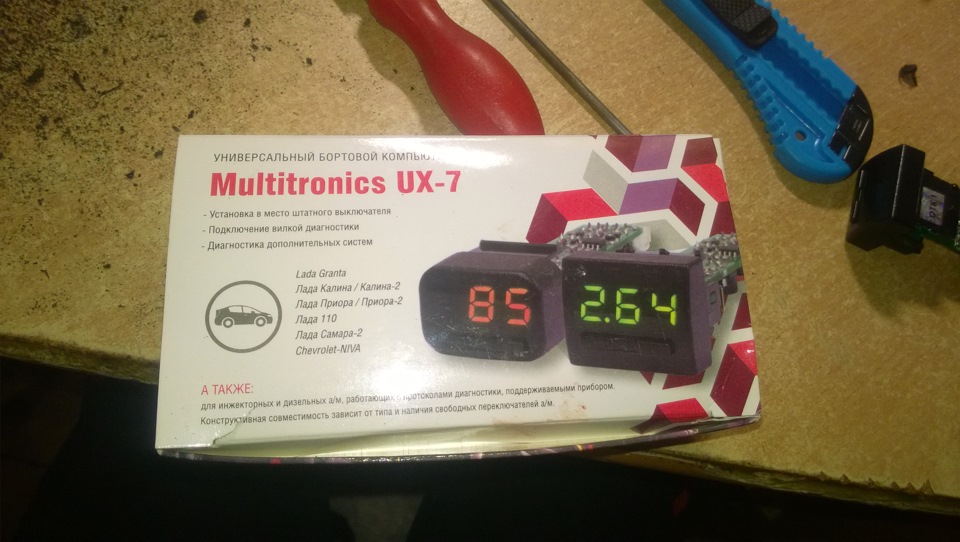 УНИВЕРСАЛЬНЫЙ БОРТОВОЙ
Multitronics UX-7
- Установка в место штатного выключателя
- Подключение вилкой диагностики
- Диагностика дополнительных систем
Lada Granta
Лада Калина / Калина-2
Лада Приора / Приора-2
Лада 110
Лада Самара-2
Chevrolet-NIVA
85
2.64
А ТАКЖЕ:
для инжекторных и дизельных а/м, работающих с протоколами диагностики, поддерживаемыми прибором.
Конструктивная совместимость зависит от типа и наличия свободных переключателей а/м.